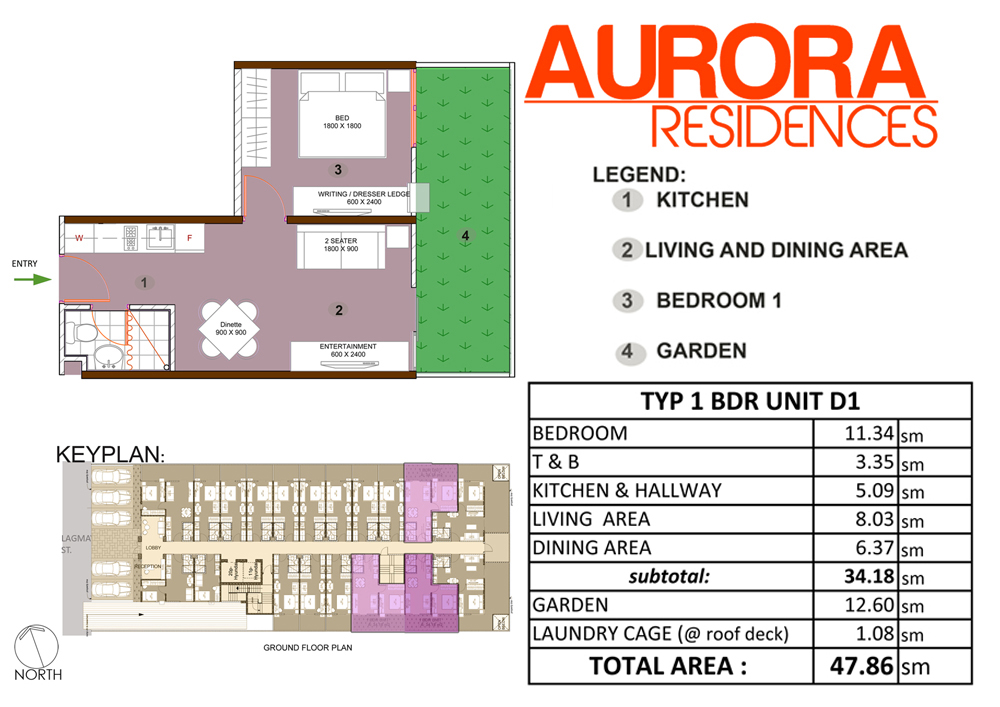 AURORA
RESIDENCES
LEGEND:
1 KITCHEN
2 LIVING AND DINING AREA
3 BEDROOM 1
4 GARDEN
BED
1800 X 1800
3
WRITING / DRESSER LEDGE
600 X 2400
4
W
F
2 SEATER
1800 X 900
ENTRY
1
2
Dinette
900 X 900
ENTERTAINMENT
600 X 2400
TYP 1 BDR UNIT D1
BEDROOM 11.34 sm
T & B 3.35 sm
KITCHEN & HALLWAY 5.09 sm
LIVING AREA 8.03 sm
DINING AREA 6.37 sm
subtotal: 34.18 sm
GARDEN 12.60 sm
LAUNDRY CAGE (@ roof deck) 1.08 sm
TOTAL AREA : 47.86 sm
KEYPLAN:
LAGMA
ST.
LOBBY
RECEPTION
GROUND FLOOR PLAN
NORTH